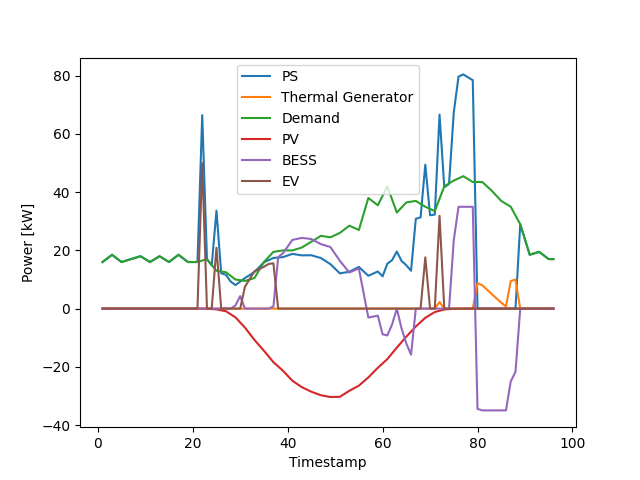 80
60
40
20
0
−20
−40
Power [kW]
PS
Thermal Generator
Demand
PV
BESS
EV
0 20 40 60 80 100
Timestamp